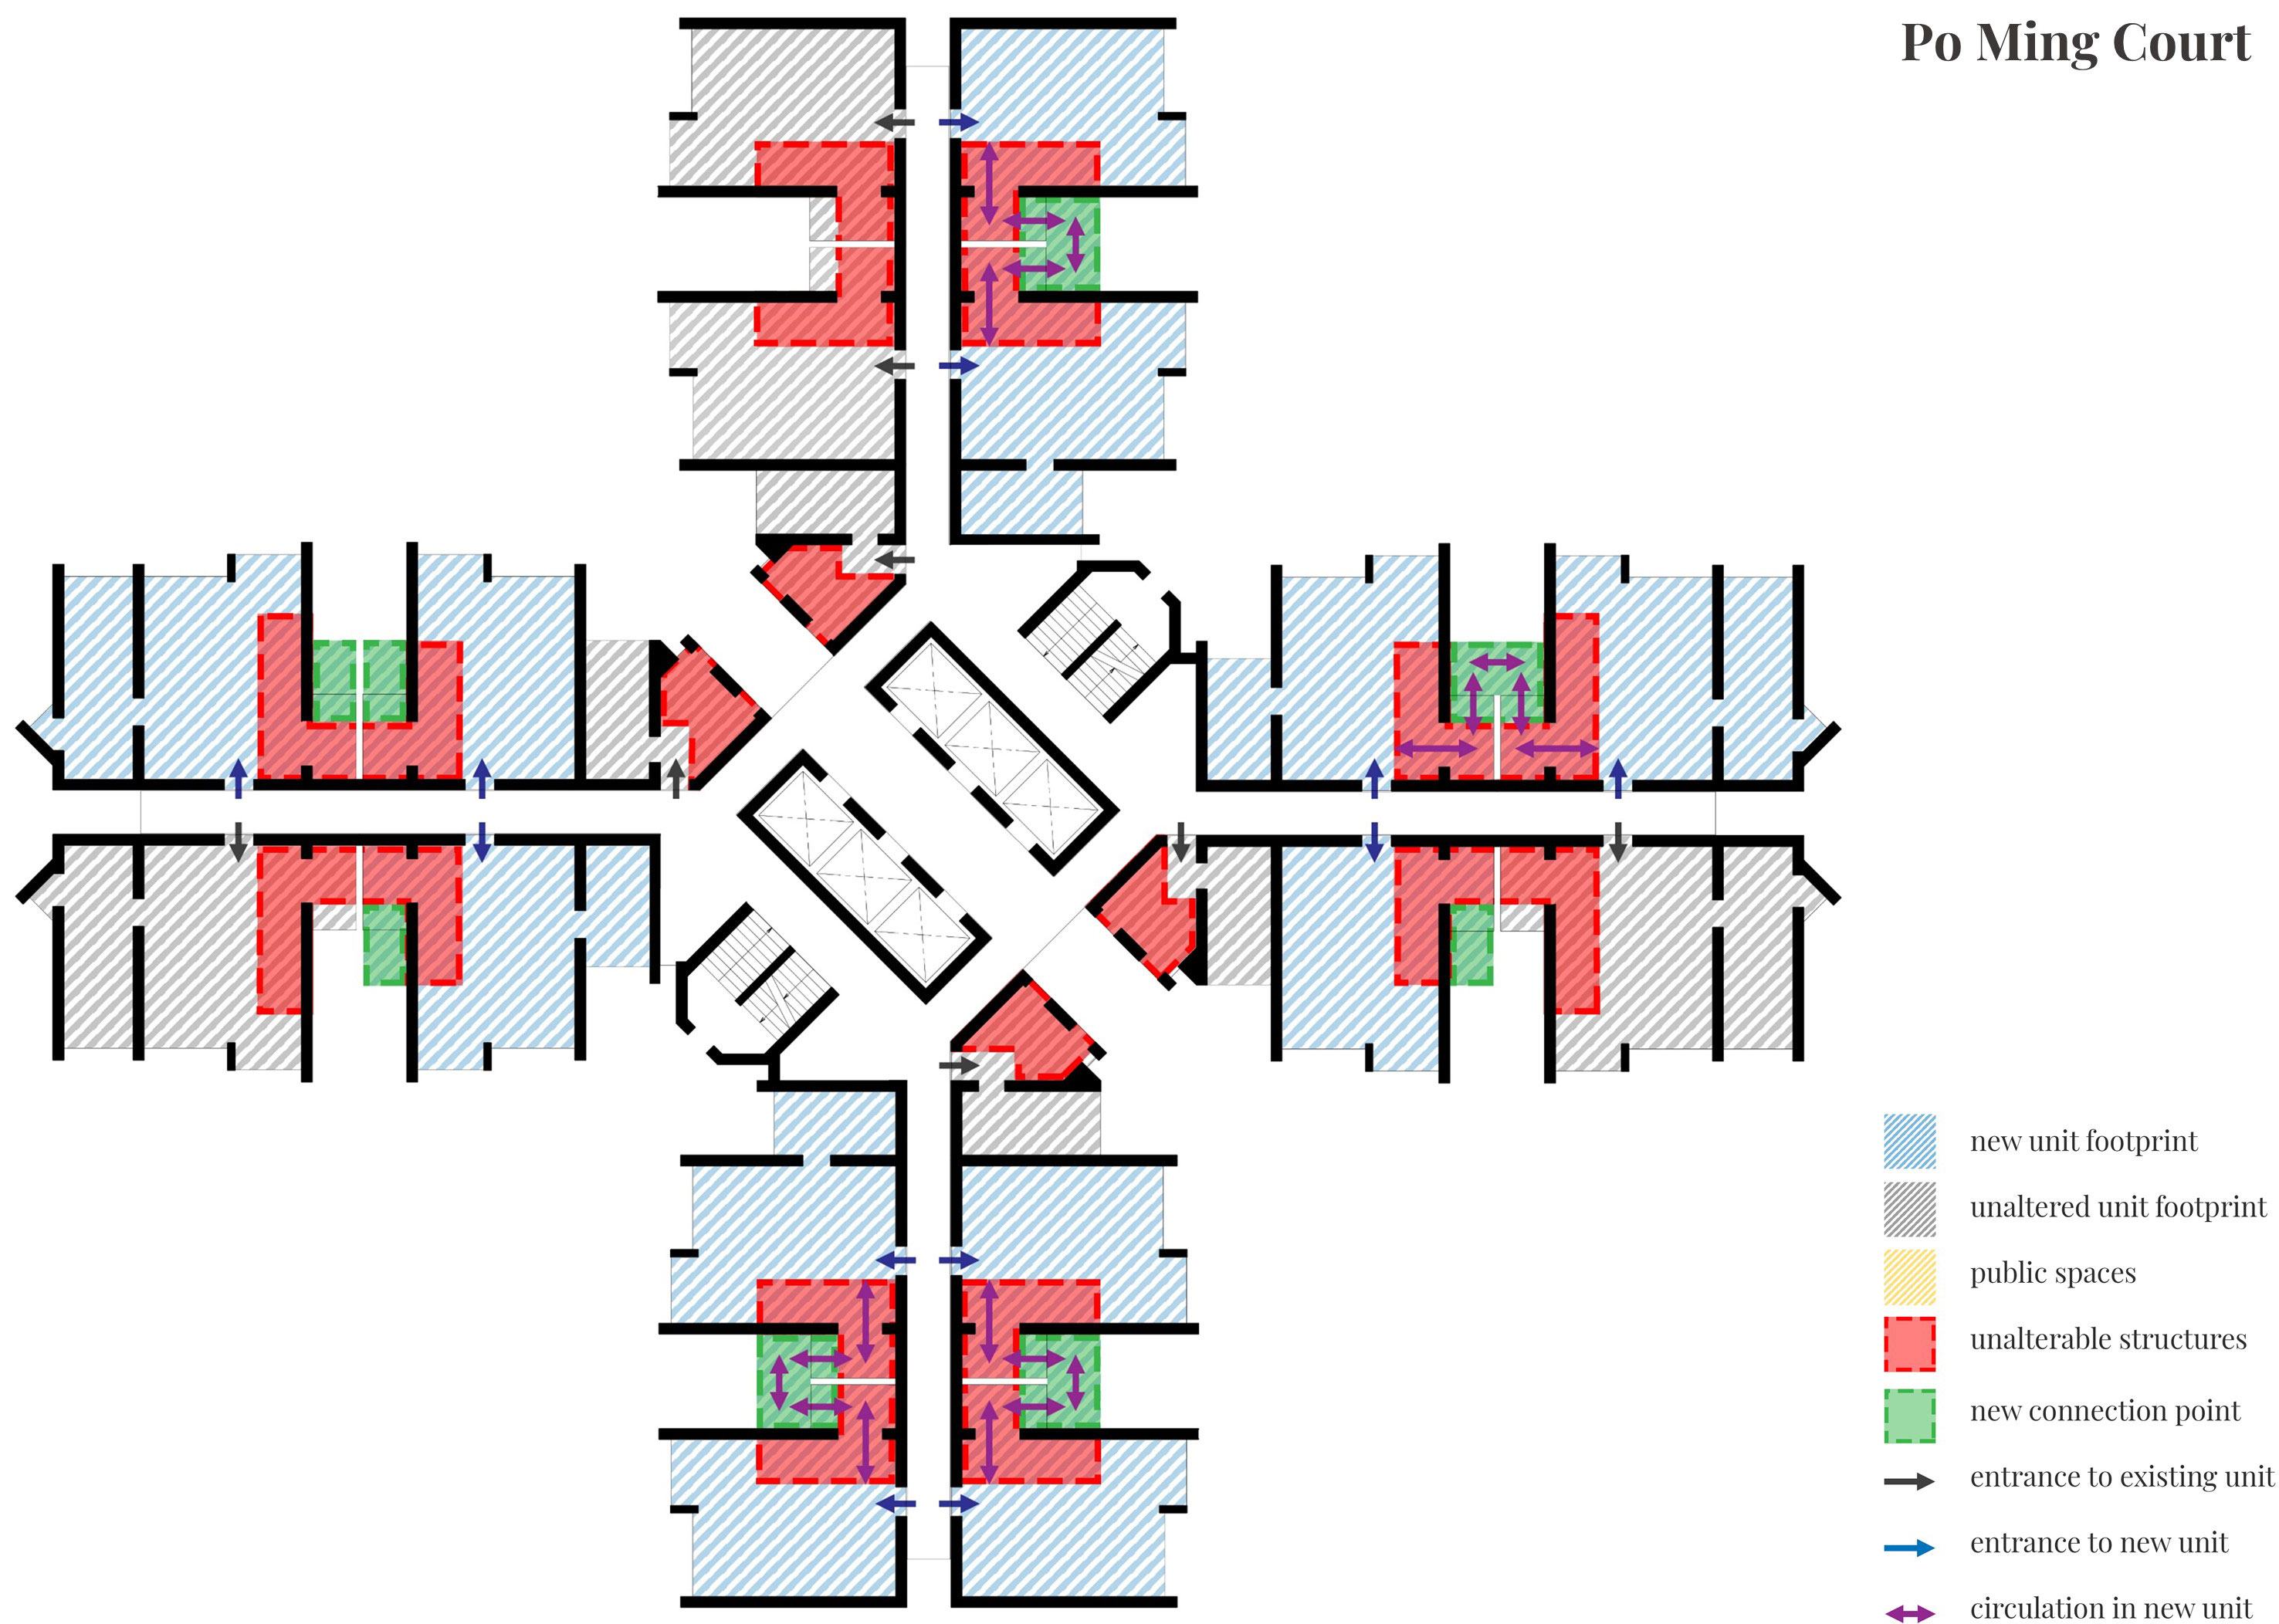 Po Ming Court
new unit footprint
unaltered unit footprint
public spaces
unalterable structures
new connection point
entrance to existing unit
entrance to new unit
circulation in new unit